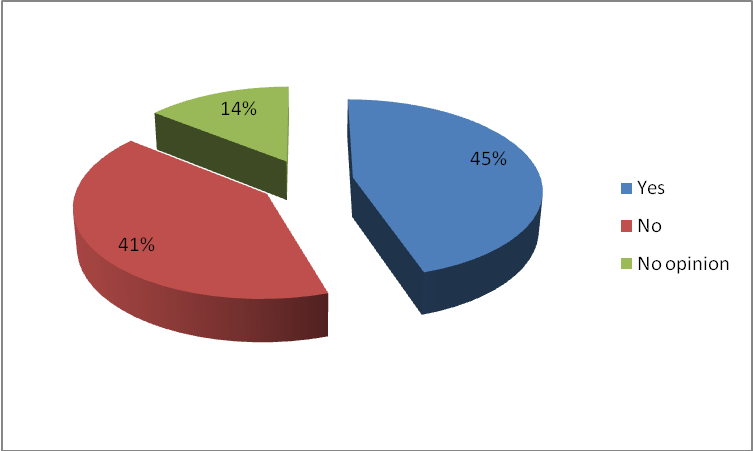 14%
45%
41%
Yes
No
No opinion